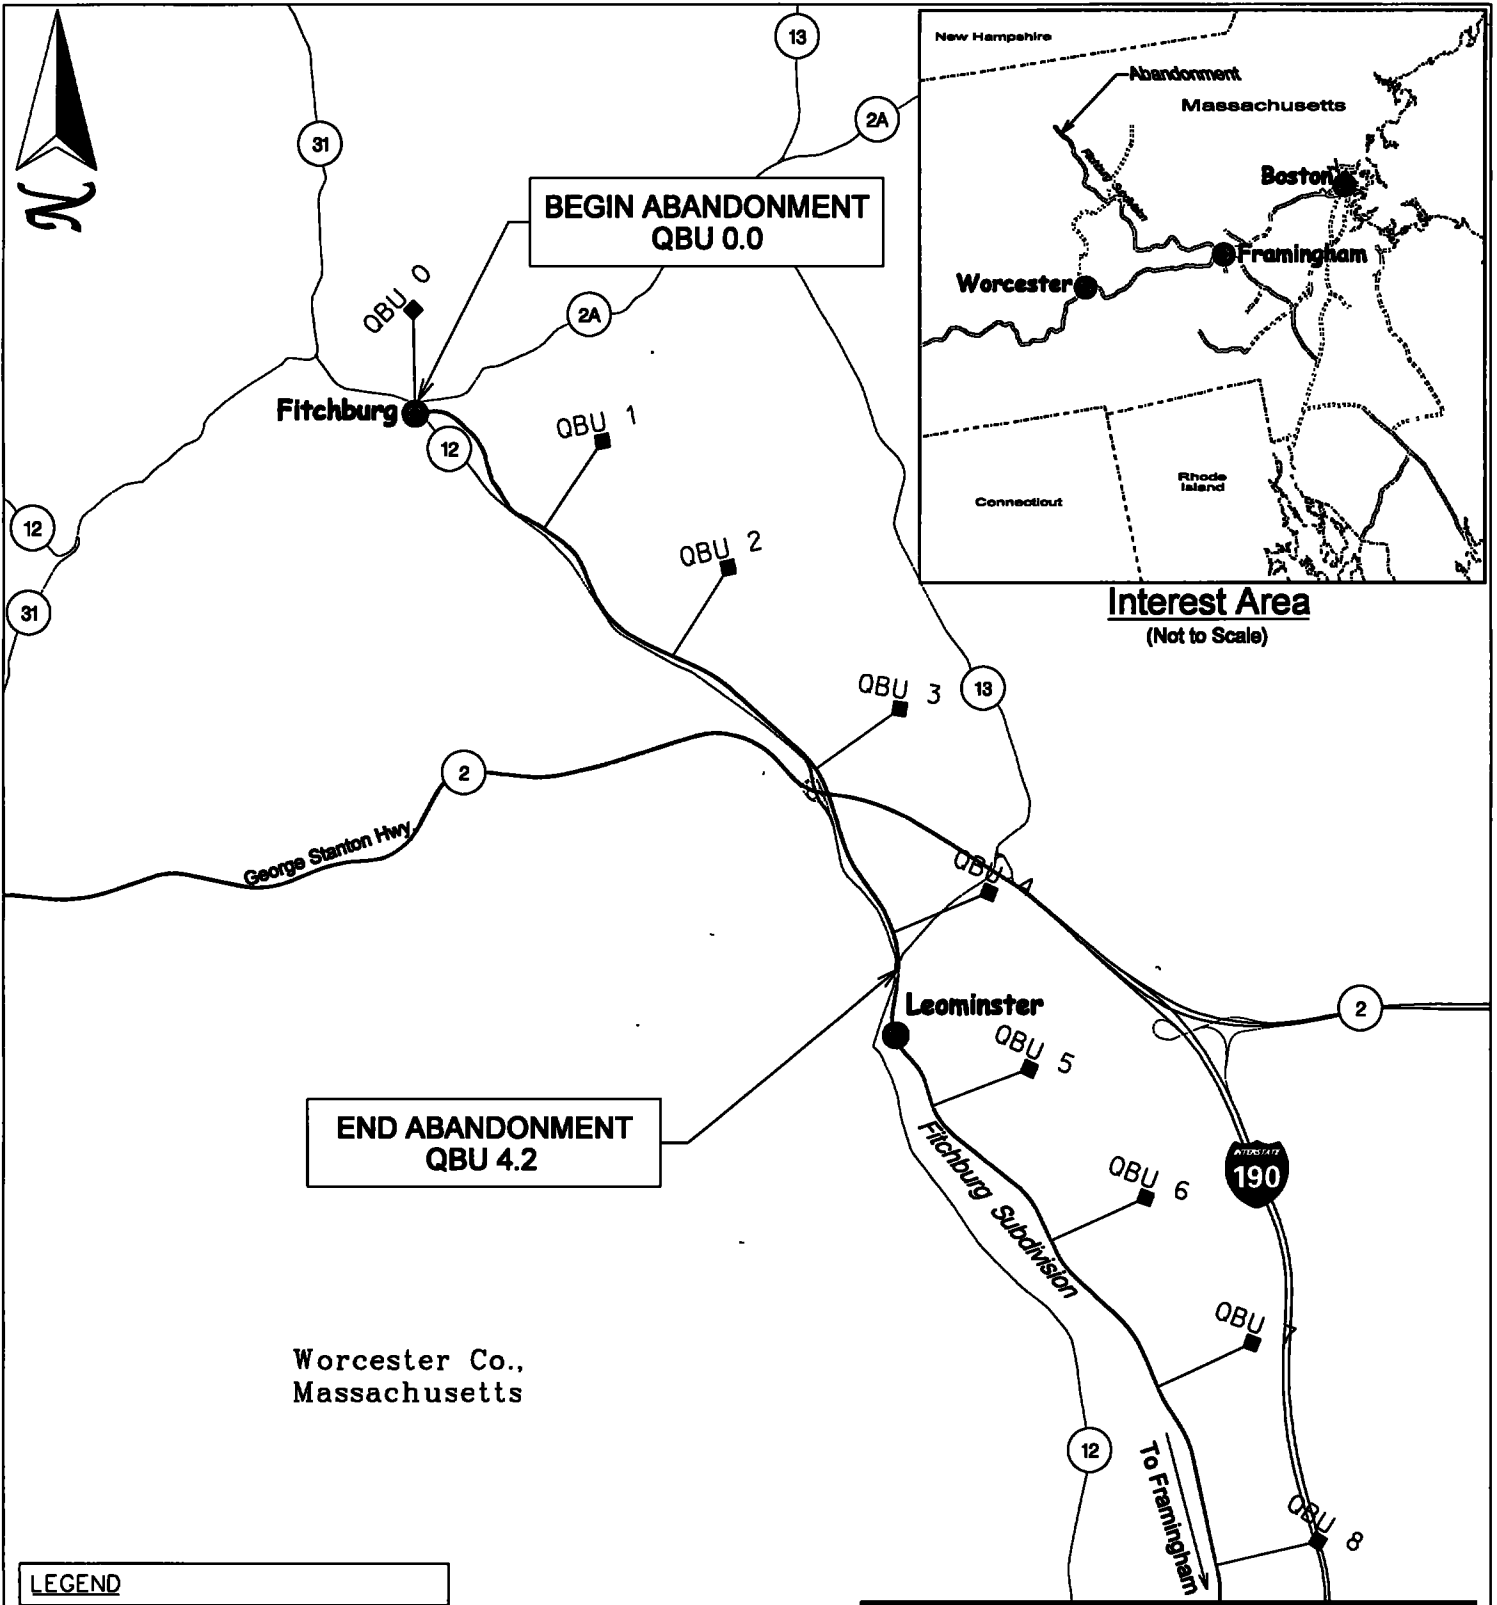 13
New Hampshire
Abandonment
2A
Massachusetts
31
Boston
BEGIN ABANDONMENT
QBU 0.0
Framingham
Worcester
QBU 0
2A
Fitchburg
QBU 1
12
Rhode
Island
Connecticut
12
QBU 2
31
Interest Area
(Not to Scale)
QBU 3
13
2
George Stanton Hwy.
QBU 4
Leominster
2
QBU 5
END ABANDONMENT
QBU 4.2
Fitchburg Subdivision
INTERSTATE
190
QBU 6
QBU 7
Worcester Co.,
Massachusetts
12
To Framingham
QBU 8
LEGEND
N